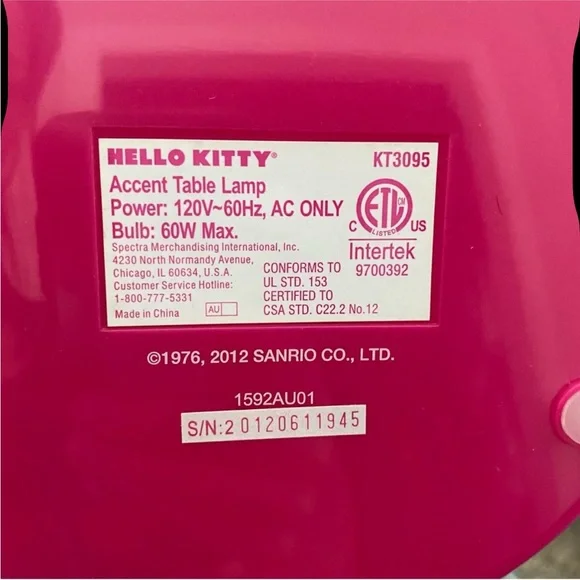 HELLO KITTY® KT3095
Accent Table Lamp
Power: 120V~60Hz, AC ONLY
Bulb: 60W Max.
Spectra Merchandising International, Inc.
4230 North Normandy Avenue,
Chicago, IL 60634, U.S.A.
Customer Service Hotline:
1-800-777-5331
Made in China
AU
CONFORMS TO
UL STD. 153
CERTIFIED TO
CSA STD. C22.2 No.12
ETL CM
LISTED
C US
Intertek
9700392
©1976, 2012 SANRIO CO., LTD.
1592AU01
S/N:20120611945